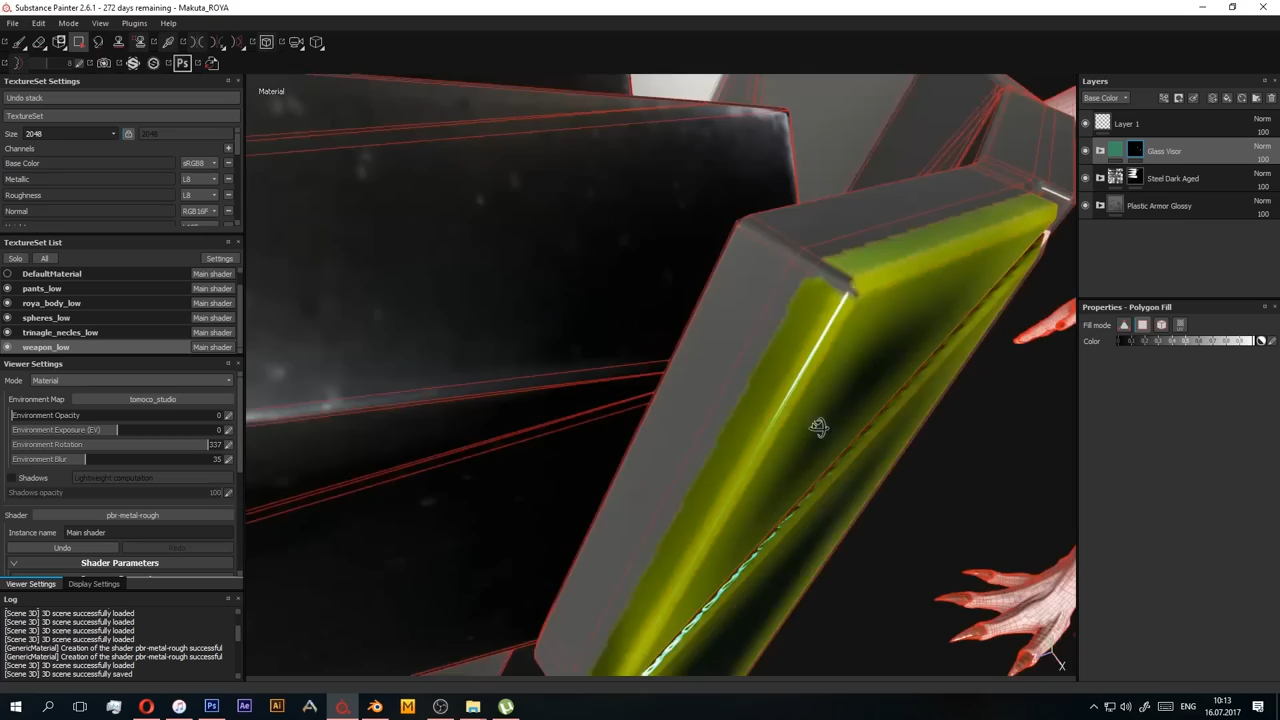 Substance Painter 2.6.1 - 272 days remaining - Makuta_ROYA
File Edit Mode View Plugins Help
8 Ps
TextureSet Settings
Undo stack
TextureSet
Size 2048 2048
Channels
Base Color sRGB8
Metallic L8
Roughness L8
Normal RGB16F
TextureSet List
Solo All Settings
DefaultMaterial Main shader
pants_low Main shader
roya_body_low Main shader
spheres_low Main shader
trinagle_necles_low Main shader
weapon_low Main shader
Viewer Settings
Mode Material
Environment Map tomoco_studio
Environment Opacity 0
Environment Exposure (EV) 0
Environment Rotation 337
Environment Blur 35
Shadows Lightweight computation
Shadows opacity 100
Shader pbr-metal-rough
Instance name Main shader
Undo Redo
Shader Parameters
Viewer Settings Display Settings
Log
[Scene 3D] 3D scene successfully loaded
[Scene 3D] 3D scene successfully loaded
[Scene 3D] 3D scene successfully loaded
[Scene 3D] 3D scene successfully loaded
[GenericMaterial] Creation of the shader pbr-metal-rough successful
[GenericMaterial] Creation of the shader pbr-metal-rough successful
[Scene 3D] 3D scene successfully loaded
[Scene 3D] 3D scene successfully saved
Material
X
Layers
Base Color
Layer 1 Norm 100
Glass Visor Norm 100
Steel Dark Aged Norm 100
Plastic Armor Glossy Norm 100
Properties - Polygon Fill
Fill mode
Color
Ps Ae Ai M
ENG
10:13
16.07.2017